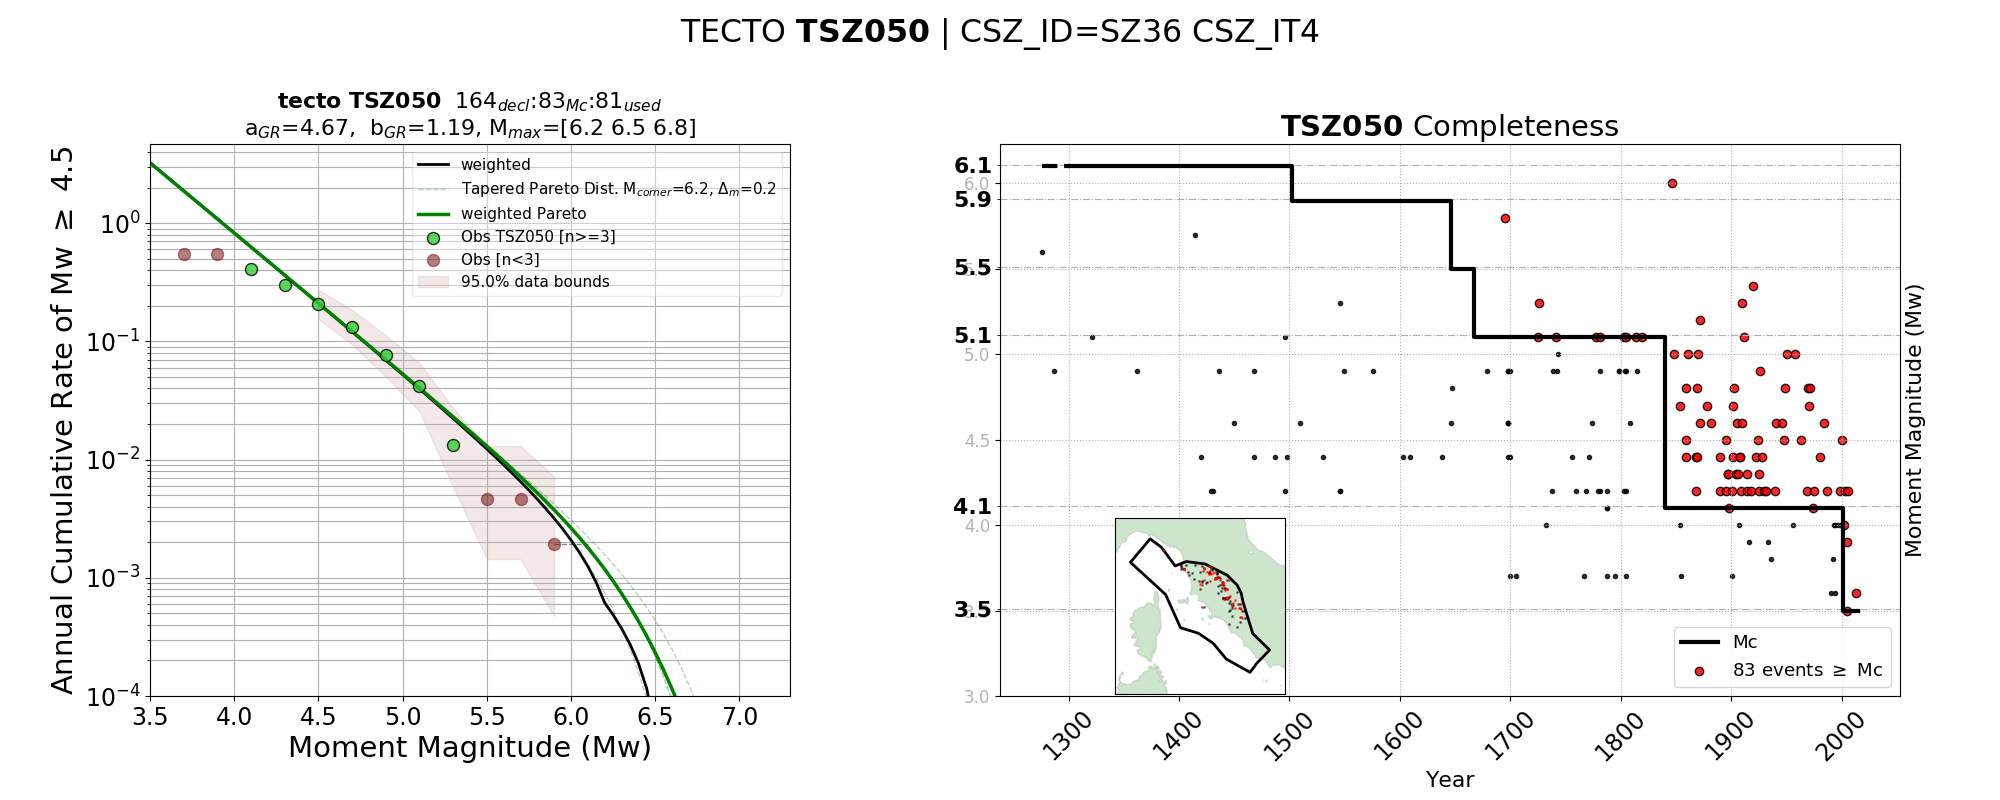 TECTO TSZ050 | CSZ_ID=SZ36 CSZ_IT4
tecto TSZ050 164decl:83Mc:81used
aGR=4.67, bGR=1.19, Mmax=[6.2 6.5 6.8]
Annual Cumulative Rate of Mw ≥ 4.5
10^0
10^−1
10^−2
10^−3
10^−4
weighted
Tapered Pareto Dist. Mcorner=6.2, Δm=0.2
weighted Pareto
Obs TSZ050 [n>=3]
Obs [n<3]
95.0% data bounds
3.5 4.0 4.5 5.0 5.5 6.0 6.5 7.0
Moment Magnitude (Mw)
TSZ050 Completeness
6.1
6.0
5.9
5.5
5.1
5.0
4.5
4.1
4.0
3.5
3.0
Moment Magnitude (Mw)
Mc
83 events ≥ Mc
1300 1400 1500 1600 1700 1800 1900 2000
Year